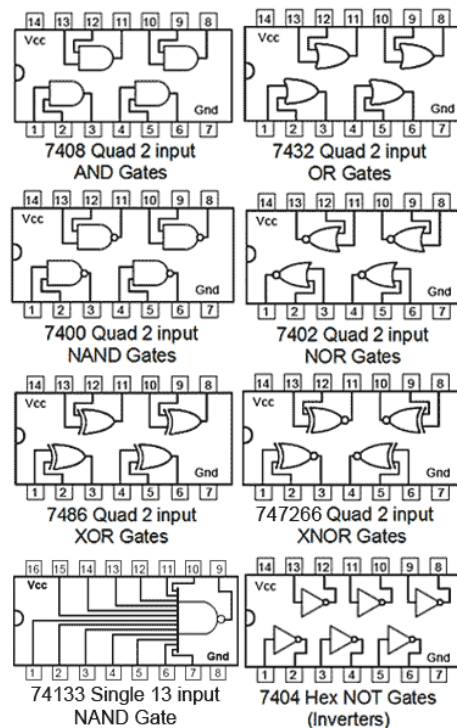 14 13 12 11 10 9 8
Vcc
Gnd
1 2 3 4 5 6 7
7408 Quad 2 input
AND Gates
14 13 12 11 10 9 8
Vcc
Gnd
1 2 3 4 5 6 7
7432 Quad 2 input
OR Gates
14 13 12 11 10 9 8
Vcc
Gnd
1 2 3 4 5 6 7
7400 Quad 2 input
NAND Gates
14 13 12 11 10 9 8
Vcc
Gnd
1 2 3 4 5 6 7
7402 Quad 2 input
NOR Gates
14 13 12 11 10 9 8
Vcc
Gnd
1 2 3 4 5 6 7
7486 Quad 2 input
XOR Gates
14 13 12 11 10 9 8
Vcc
Gnd
1 2 3 4 5 6 7
747266 Quad 2 input
XNOR Gates
16 15 14 13 12 11 10 9
Vcc
Gnd
1 2 3 4 5 6 7 8
74133 Single 13 input
NAND Gate
14 13 12 11 10 9 8
Vcc
Gnd
1 2 3 4 5 6 7
7404 Hex NOT Gates
(Inverters)